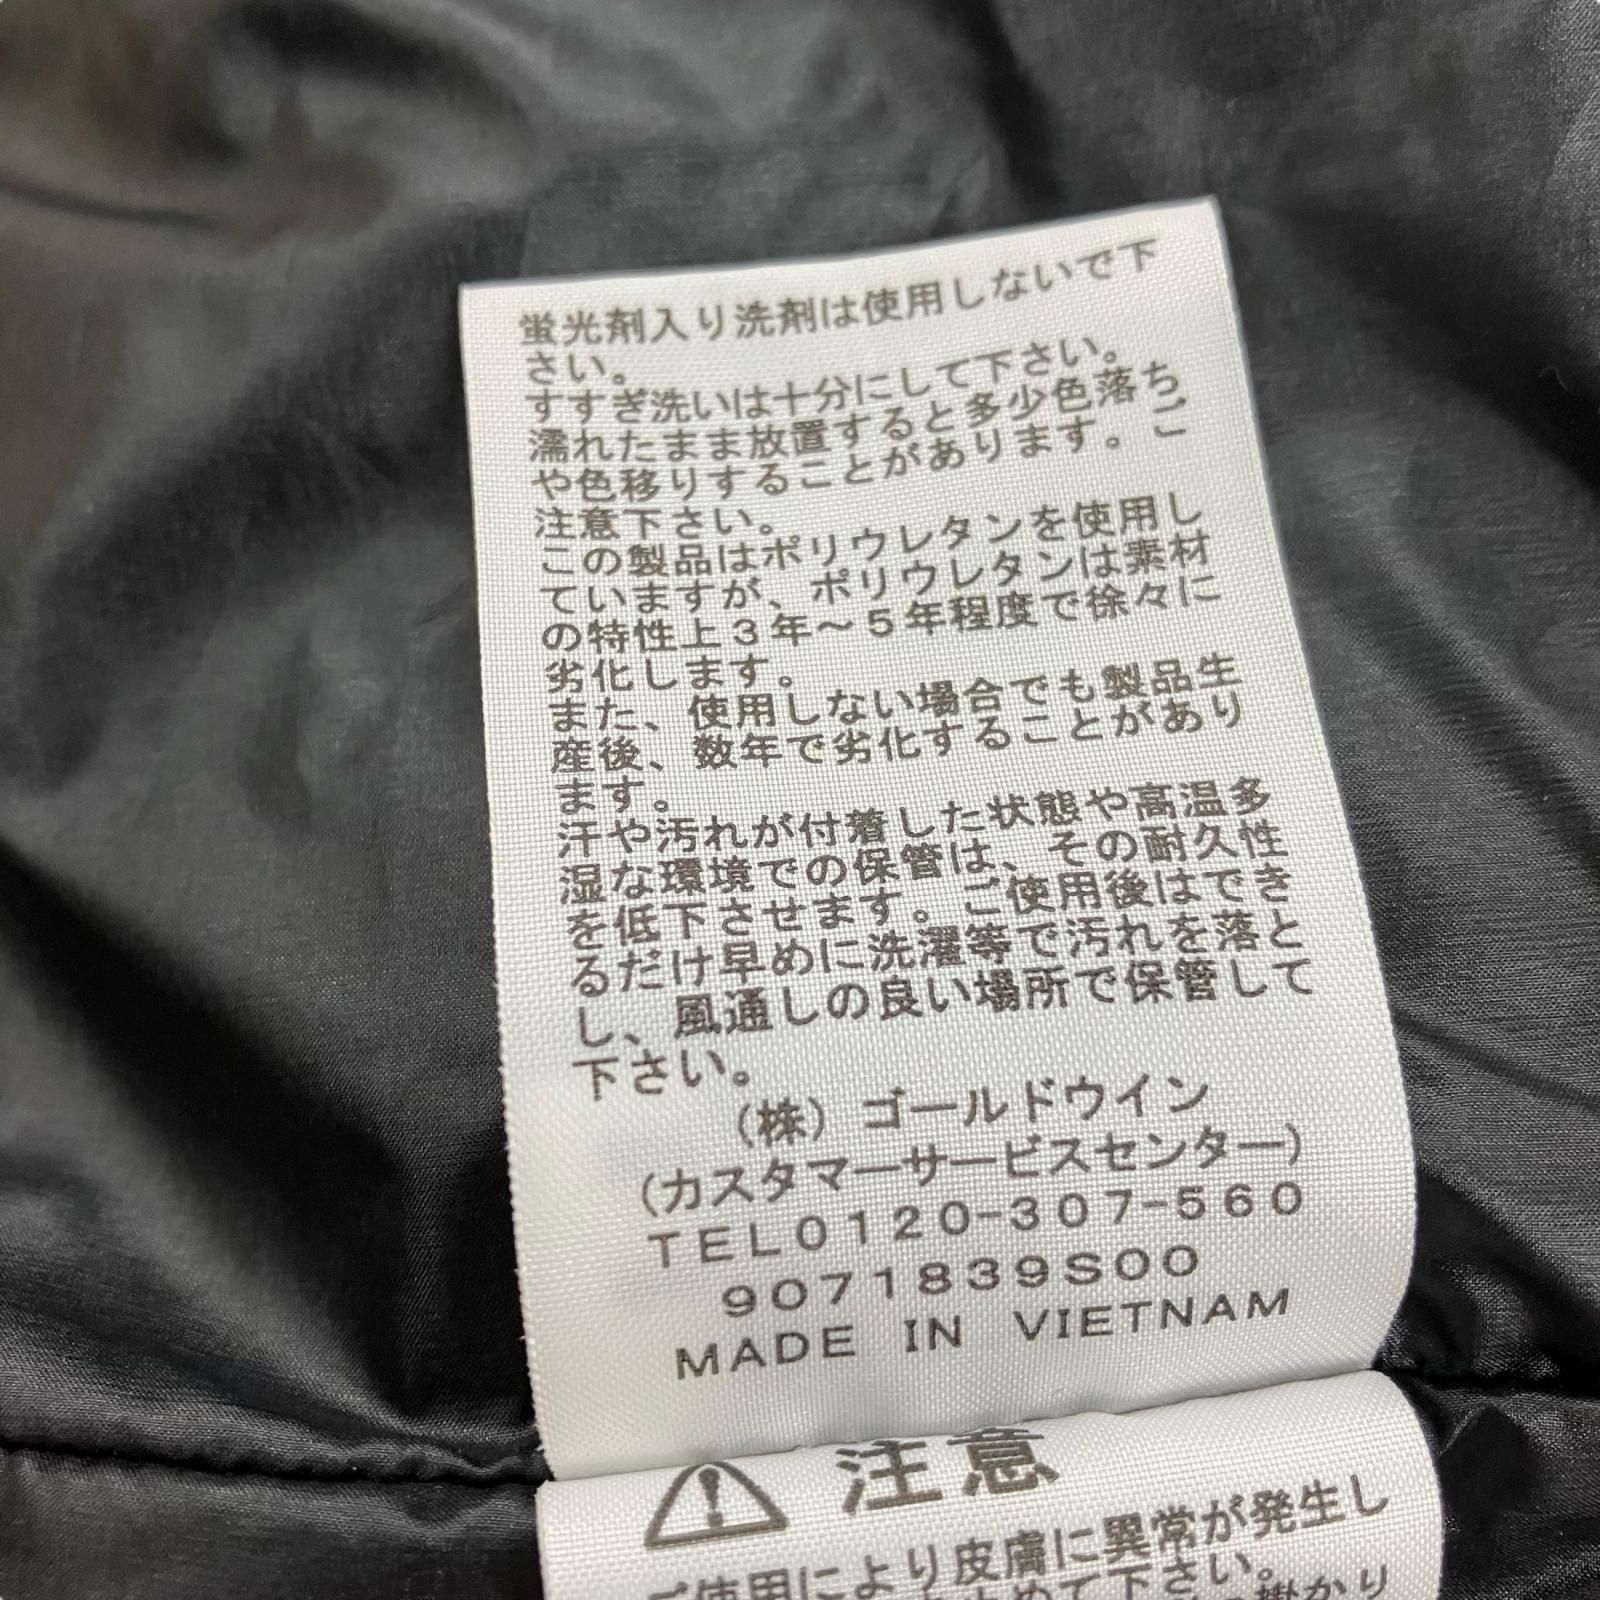 蛍光剤入り洗剤は使用しないで下
さい。
すすぎ洗いは十分にして下さい。
濡れたまま放置すると多少色落ち
や色移りすることがあります。ご
注意下さい。
この製品はポリウレタンを使用し
ていますが、ポリウレタンは素材
の特性上3年〜5年程度で徐々に
劣化します。
また、使用しない場合でも製品生
産後、数年で劣化することがあり
ます。
汗や汚れが付着した状態や高温多
湿な環境での保管は、その耐久性
を低下させます。ご使用後はでき
るだけ早めに洗濯等で汚れを落と
し、風通しの良い場所で保管して
下さい。
(株)ゴールドウイン
(カスタマーサービスセンター)
TEL0120-307-560
9071839S00
MADE IN VIETNAM
注意
ご使用により皮膚に異常が発生し
めて下さい。
掛かり